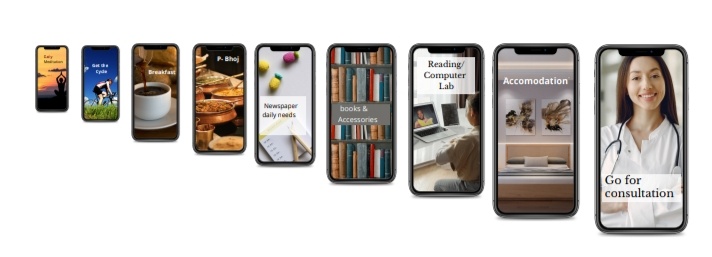 Daily
Meditation
Get the
Cycle
Breakfast
P- Bhoj
Newspaper
daily needs
books &
Accessories
Reading/
Computer
Lab
Accomodation
Go for
consultation